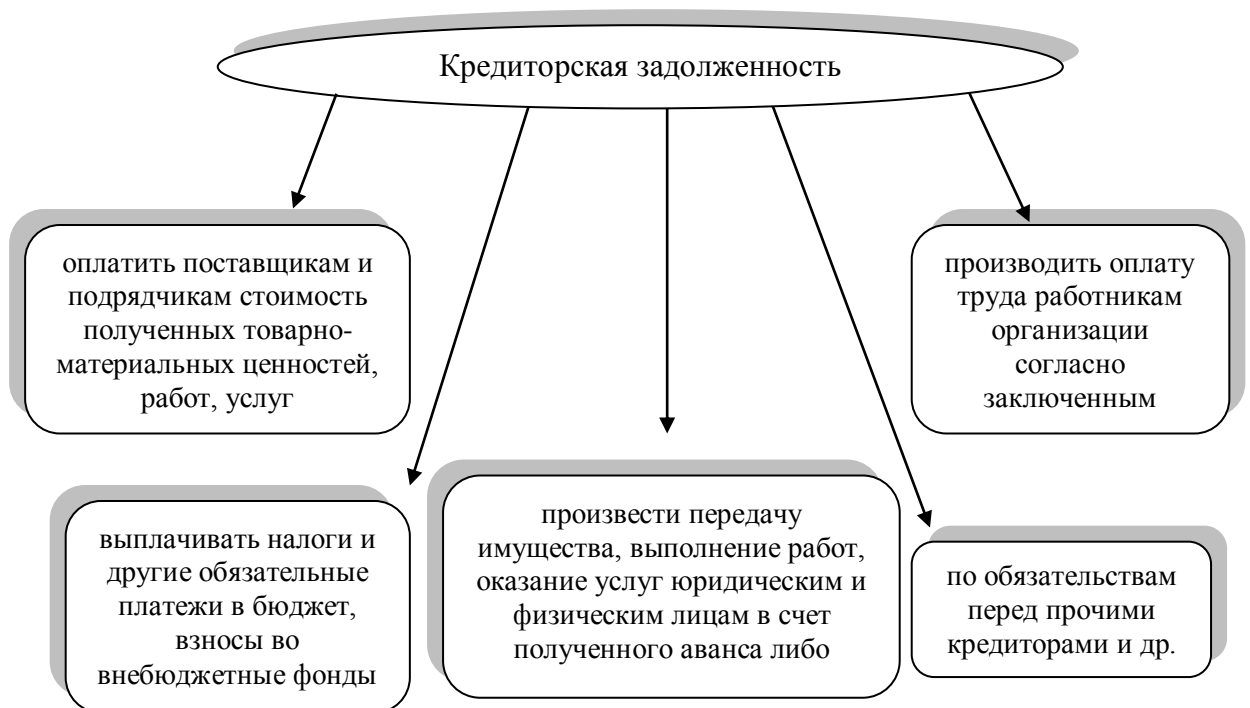 Кредиторская задолженность
оплатить поставщикам и
подрядчикам стоимость
полученных товарно-
материальных ценностей,
работ, услуг
производить оплату
труда работникам
организации
согласно
заключенным
выплачивать налоги и
другие обязательные
платежи в бюджет,
взносы во
внебюджетные фонды
произвести передачу
имущества, выполнение работ,
оказание услуг юридическим и
физическим лицам в счет
полученного аванса либо
по обязательствам
перед прочими
кредиторами и др.